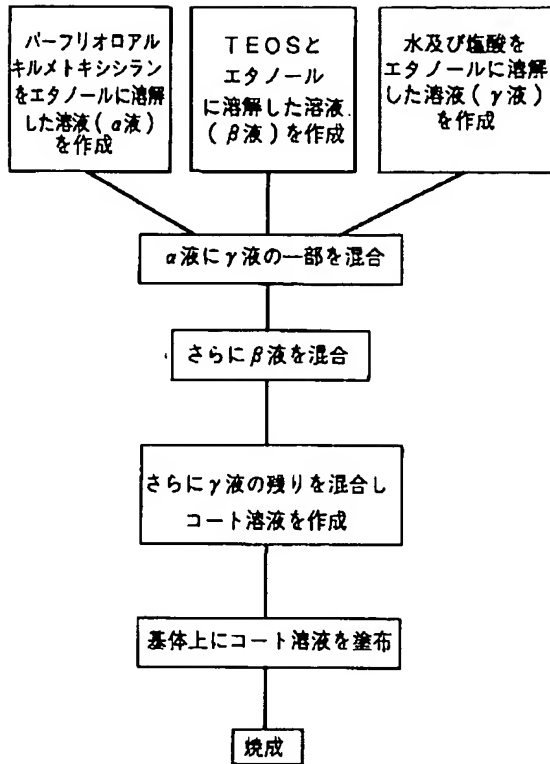 パーフリオロアル
キルメトキシシラン
をエタノールに溶解
した溶液(α液)
を作成
TEOSと
エタノール
に溶解した溶液
(β液)を作成
水及び塩酸を
エタノールに溶解
した溶液(γ液)
を作成
α液にγ液の一部を混合
さらにβ液を混合
さらにγ液の残りを混合し
コート溶液を作成
基体上にコート溶液を塗布
焼成